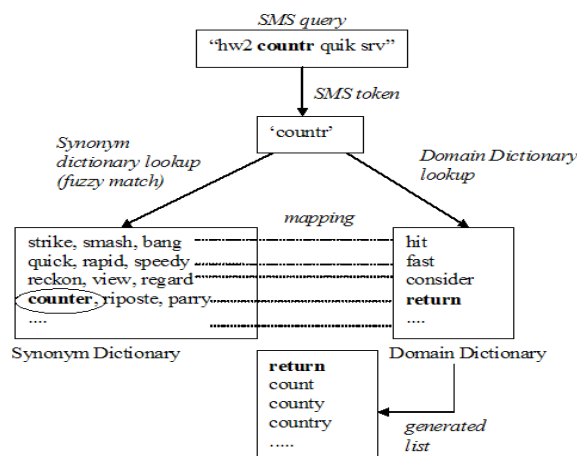 SMS query
“hw2 countr quik srv”
SMS token
‘countr’
Synonym
dictionary lookup
(fuzzy match)
Domain Dictionary
lookup
mapping
strike, smash, bang
quick, rapid, speedy
reckon, view, regard
counter, riposte, parry
....
hit
fast
consider
return
....
Synonym Dictionary
Domain Dictionary
return
count
county
country
.....
generated
list